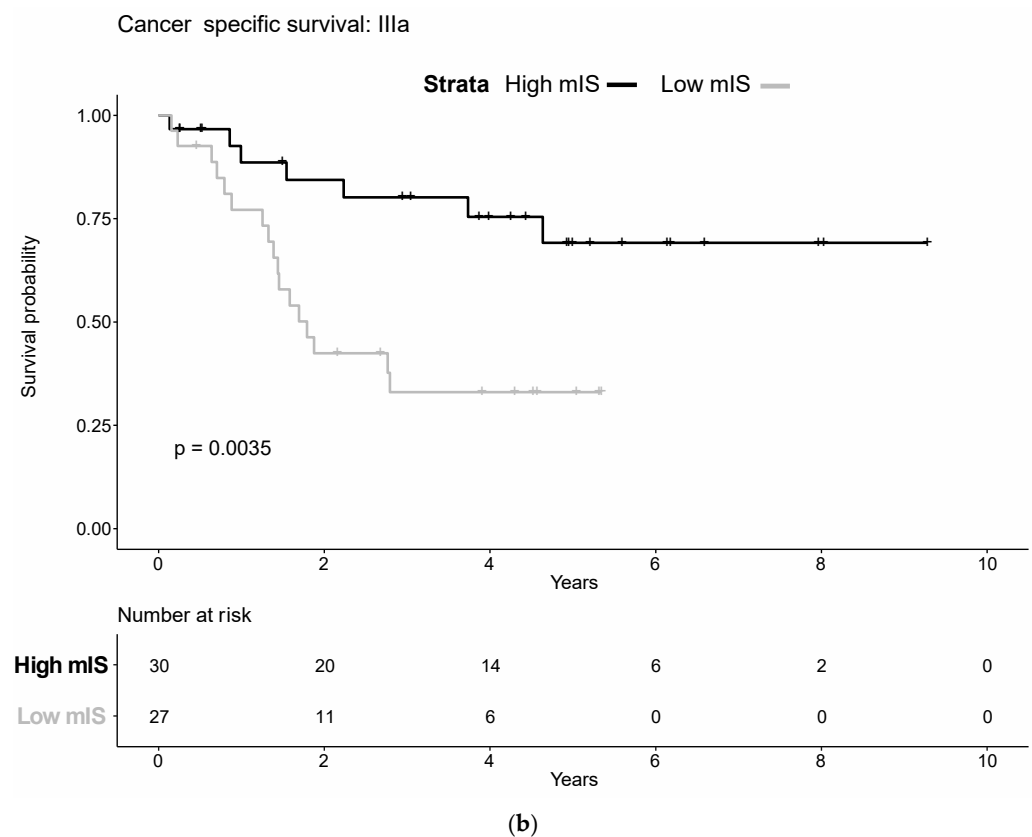 Cancer  specific survival: IIIa
Strata High mIS Low mIS
1.00
0.75
0.50
0.25
0.00
Survival probability
p = 0.0035
0 2 4 6 8 10
Years
Number at risk
High mIS 30 20 14 6 2 0
Low mIS 27 11 6 0 0 0
0 2 4 6 8 10
Years
(b)